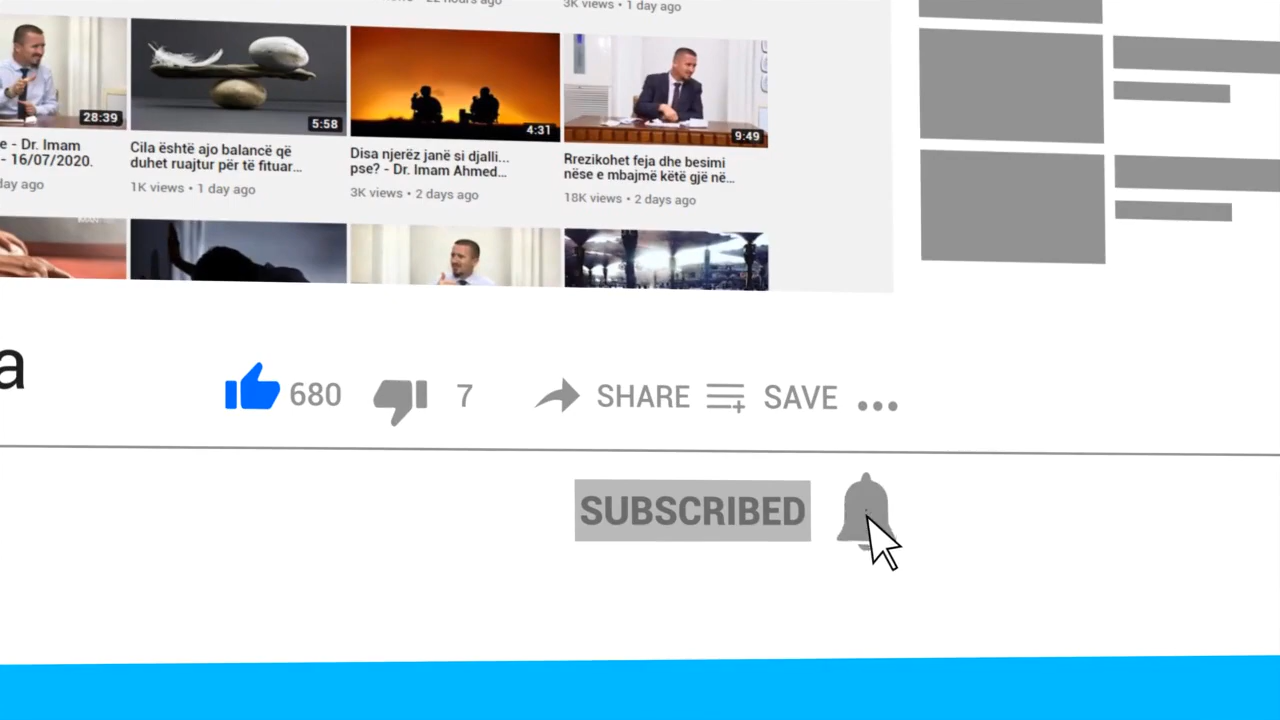 22 hours ago
3K views • 1 day ago
28:39
5:58
4:31
9:49
e - Dr. Imam
- 16/07/2020.
day ago
Cila është ajo balancë që
duhet ruajtur për të fituar...
1K views • 1 day ago
Disa njerëz janë si djalli...
pse? - Dr. Imam Ahmed...
3K views • 2 days ago
Rrezikohet feja dhe besimi
nëse e mbajmë këtë gjë në...
18K views • 2 days ago
a
680
7
SHARE
SAVE
SUBSCRIBED